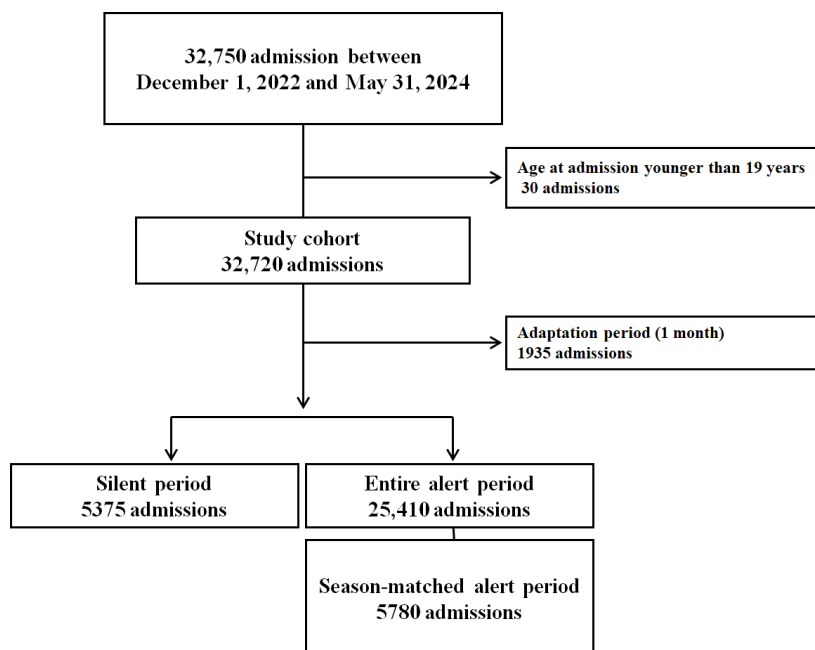 32,750 admission between
December 1, 2022 and May 31, 2024
Age at admission younger than 19 years
30 admissions
Study cohort
32,720 admissions
Adaptation period (1 month)
1935 admissions
Silent period
5375 admissions
Entire alert period
25,410 admissions
Season-matched alert period
5780 admissions